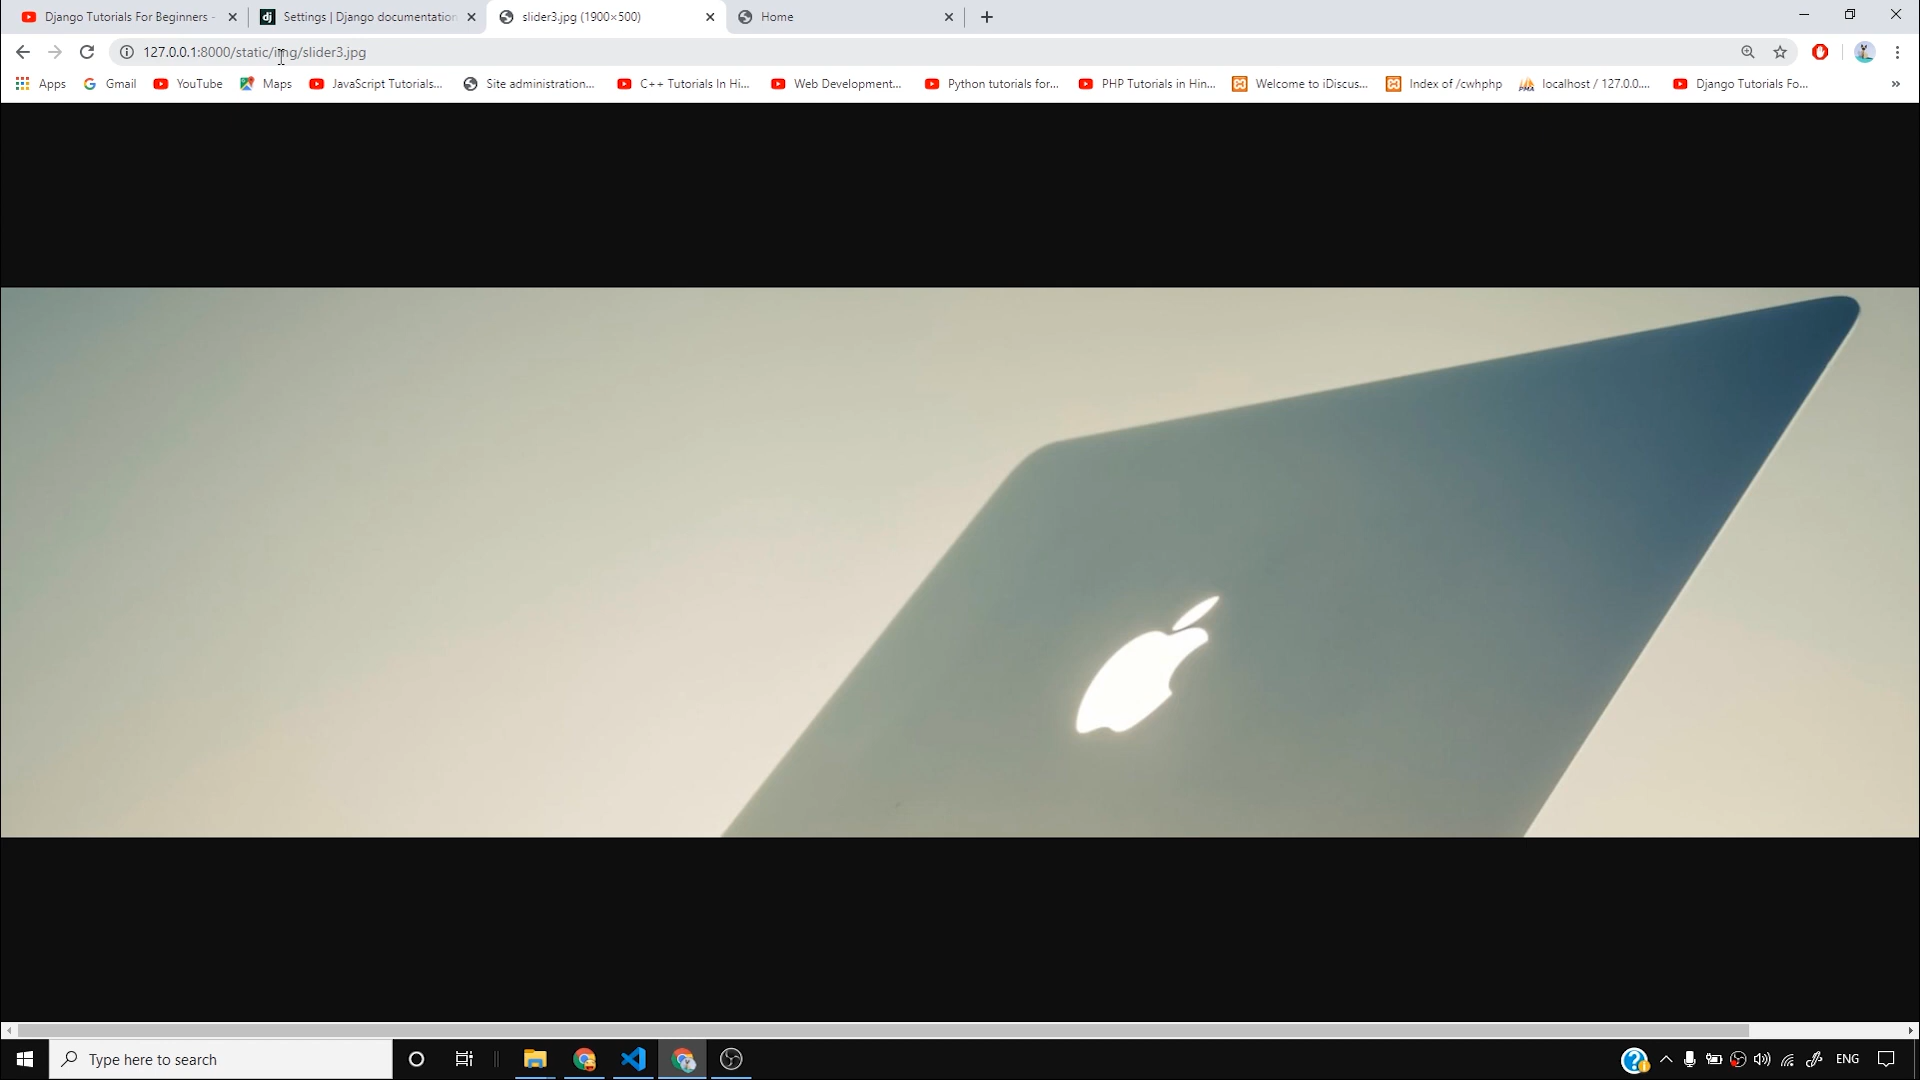 Django Tutorials For Beginners -
Settings | Django documentation
slider3.jpg (1900×500)
Home
127.0.0.1:8000/static/img/slider3.jpg
Apps
Gmail
YouTube
Maps
JavaScript Tutorials...
Site administration...
C++ Tutorials In Hi...
Web Development...
Python tutorials for...
PHP Tutorials in Hin...
Welcome to iDiscus...
Index of /cwhphp
localhost / 127.0.0....
Django Tutorials Fo...
»
Type here to search
ENG